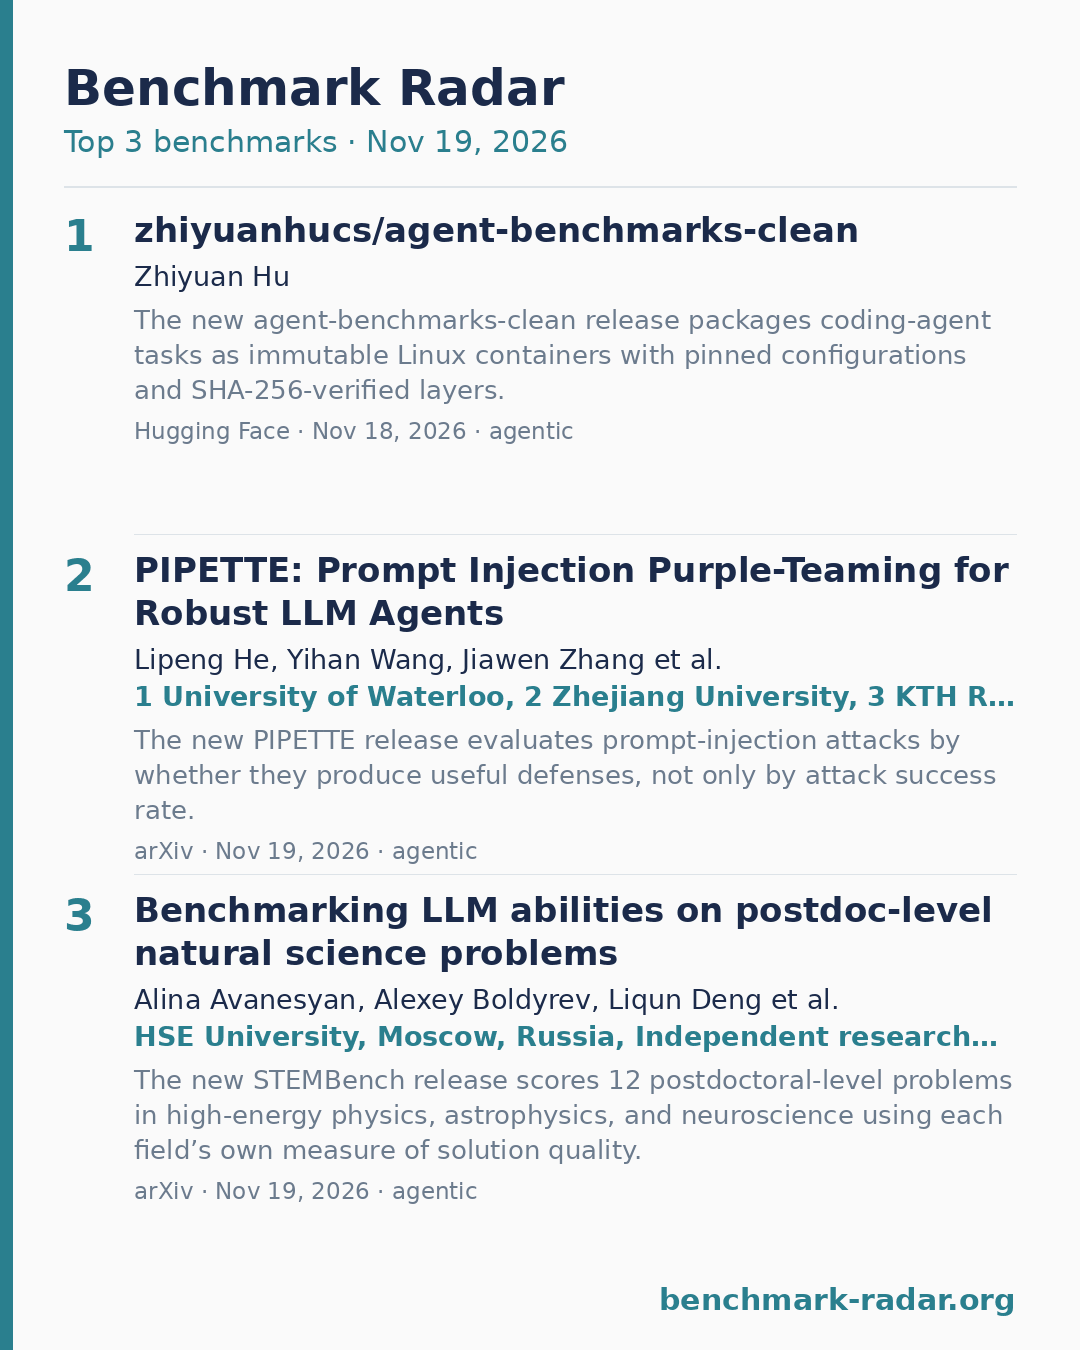 Benchmark Radar
Top 3 benchmarks · Nov 19, 2026
1
zhiyuanhucs/agent-benchmarks-clean
Zhiyuan Hu
The new agent-benchmarks-clean release packages coding-agent
tasks as immutable Linux containers with pinned configurations
and SHA-256-verified layers.
Hugging Face · Nov 18, 2026 · agentic
2
PIPETTE: Prompt Injection Purple-Teaming for
Robust LLM Agents
Lipeng He, Yihan Wang, Jiawen Zhang et al.
1 University of Waterloo, 2 Zhejiang University, 3 KTH R…
The new PIPETTE release evaluates prompt-injection attacks by
whether they produce useful defenses, not only by attack success
rate.
arXiv · Nov 19, 2026 · agentic
3
Benchmarking LLM abilities on postdoc-level
natural science problems
Alina Avanesyan, Alexey Boldyrev, Liqun Deng et al.
HSE University, Moscow, Russia, Independent research…
The new STEMBench release scores 12 postdoctoral-level problems
in high-energy physics, astrophysics, and neuroscience using each
field’s own measure of solution quality.
arXiv · Nov 19, 2026 · agentic
benchmark-radar.org